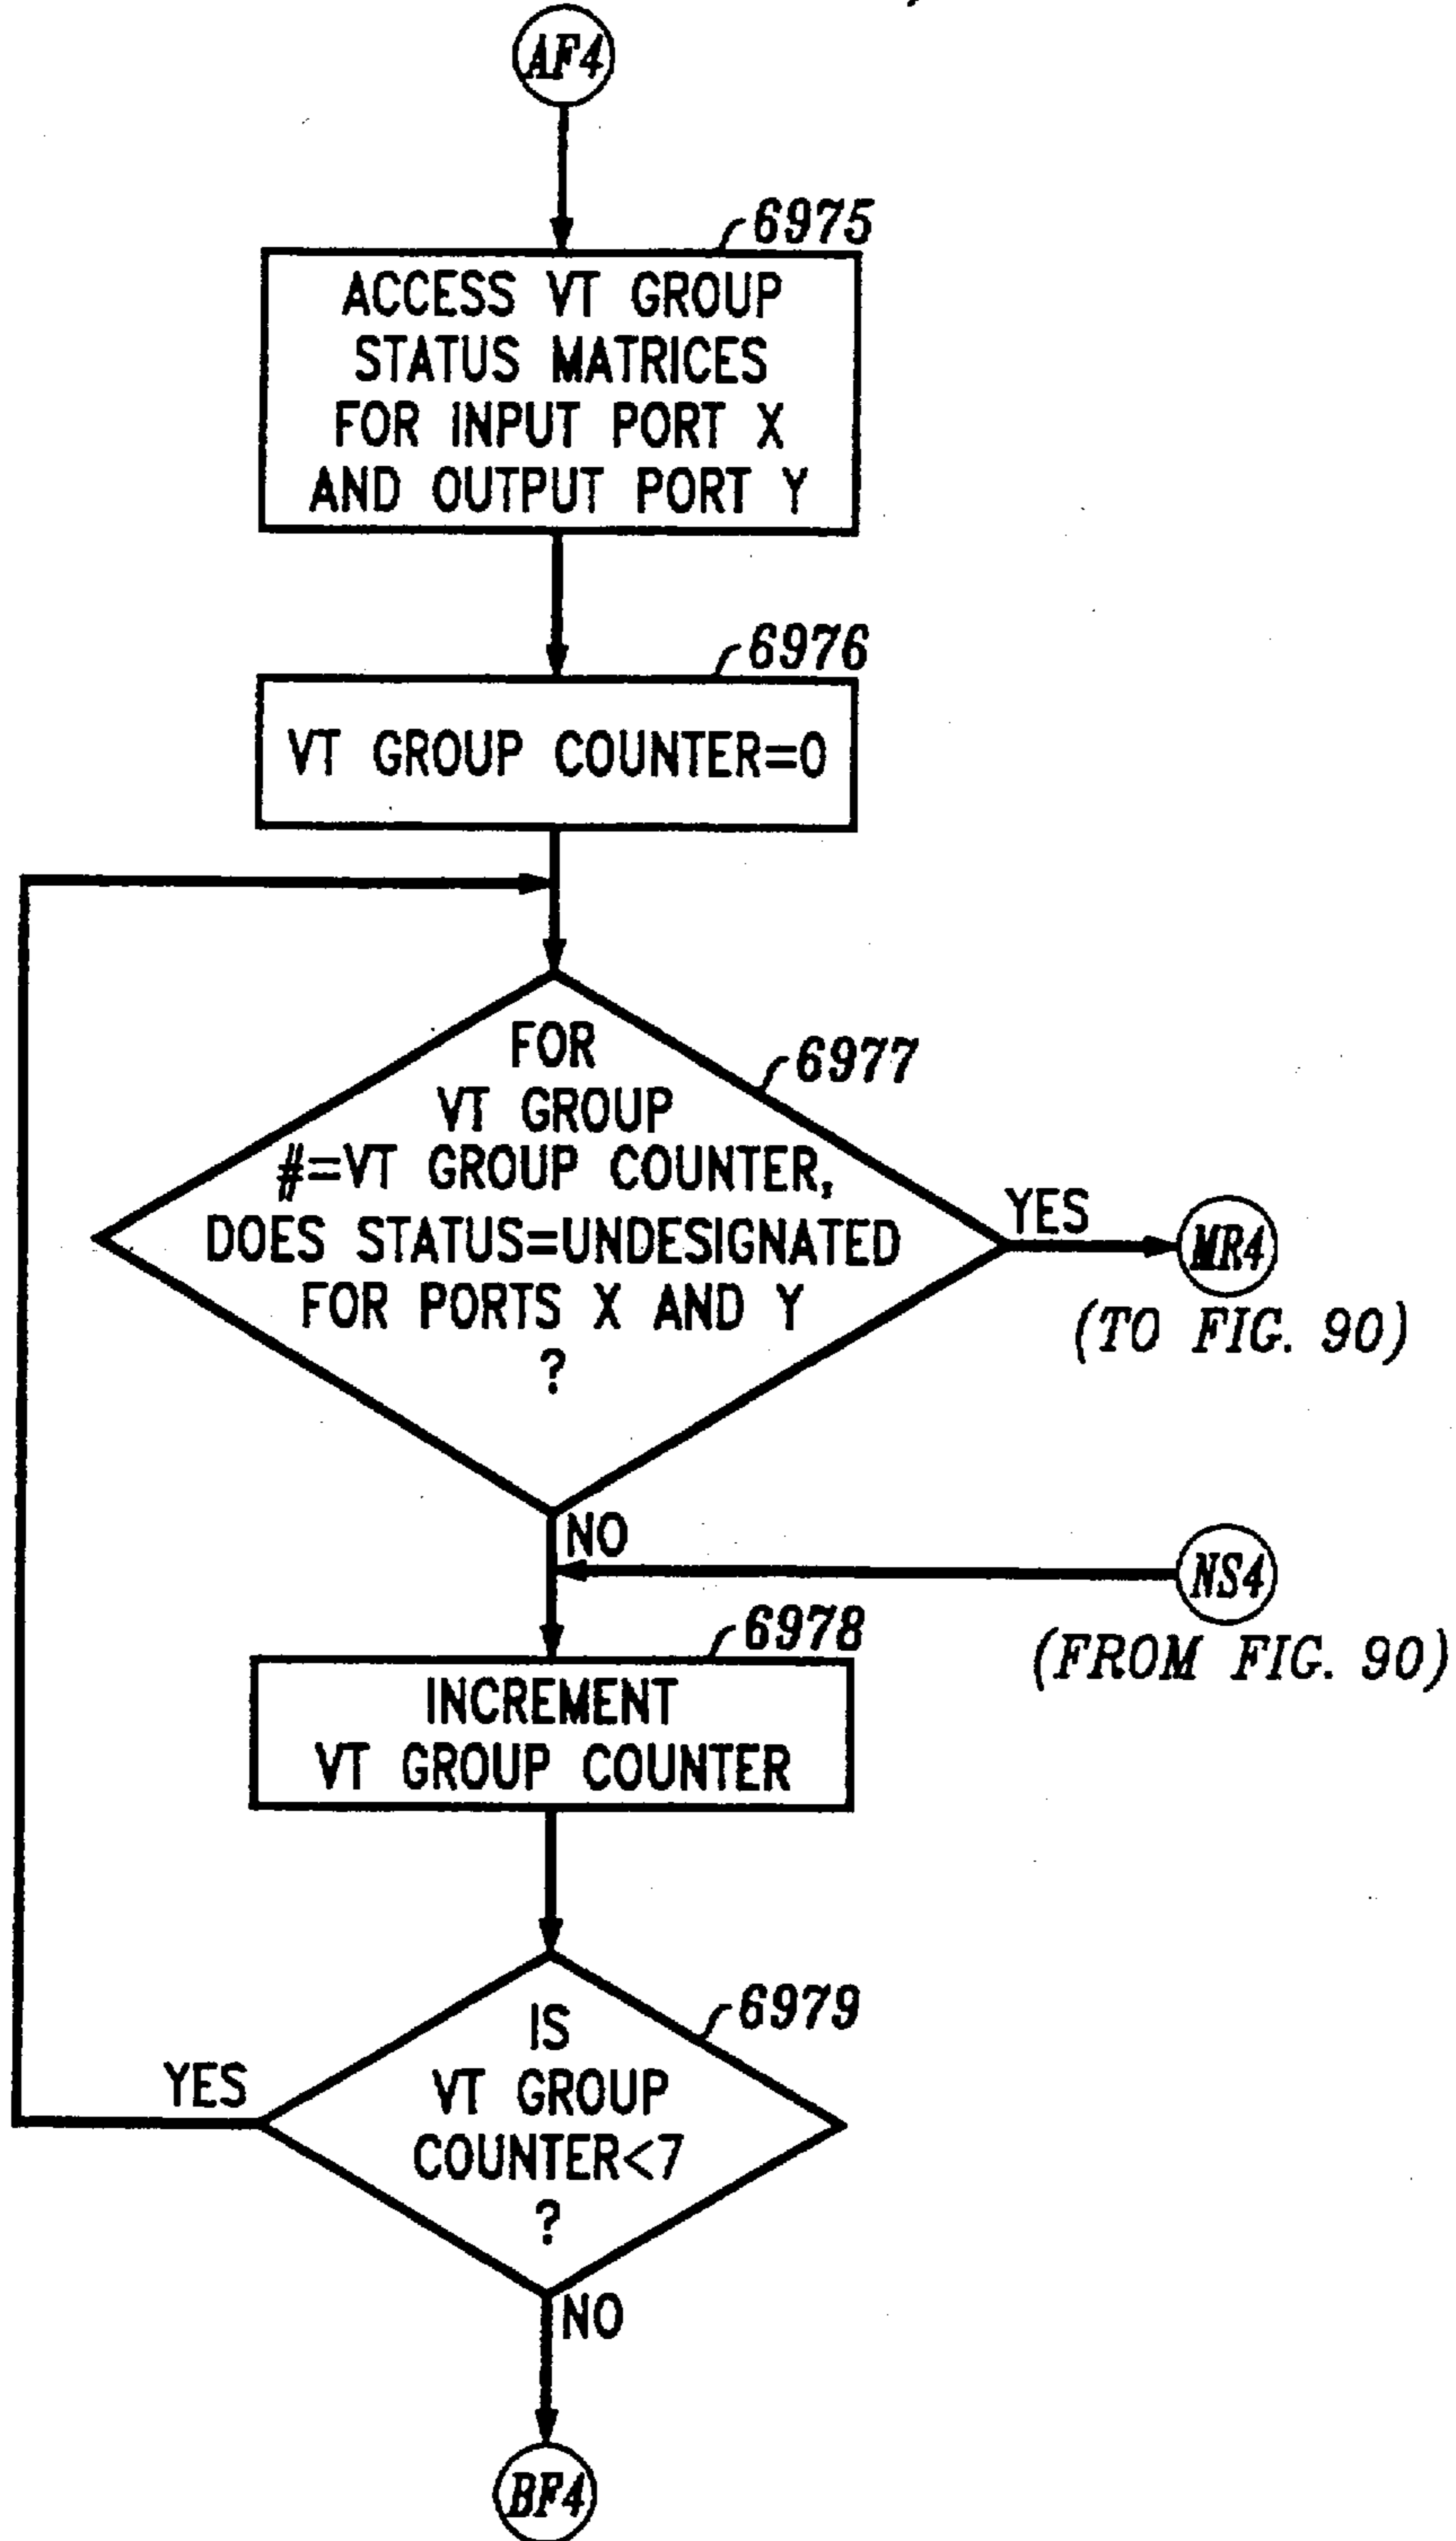 AF4
6975
ACCESS VT GROUP
STATUS MATRICES
FOR INPUT PORT X
AND OUTPUT PORT Y
6976
VT GROUP COUNTER=0
FOR
VT GROUP
#=VT GROUP COUNTER,
DOES STATUS=UNDESIGNATED
FOR PORTS X AND Y
?
6977
YES
MR4
(TO FIG. 90)
NO
NS4
(FROM FIG. 90)
6978
INCREMENT
VT GROUP COUNTER
6979
IS
VT GROUP
COUNTER<7
?
YES
NO
BF4